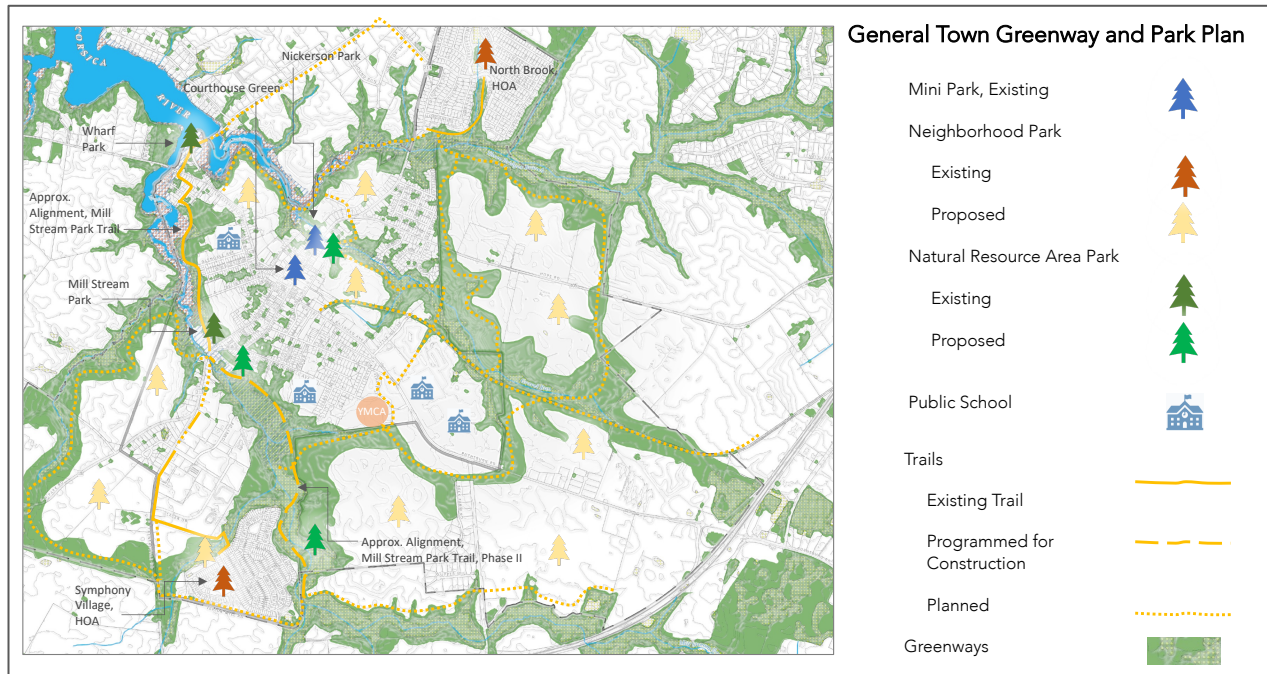 General Town Greenway and Park Plan
CORSICA
RIVER
Nickerson Park
Courthouse Green
North Brook,
HOA
Wharf
Park
Approx.
Alignment, Mill
Stream Park Trail
Mill Stream
Park
YMCA
Approx. Alignment,
Mill Stream Park Trail, Phase II
Symphony
Village,
HOA
Mini Park, Existing
Neighborhood Park
Existing
Proposed
Natural Resource Area Park
Existing
Proposed
Public School
Trails
Existing Trail
Programmed for
Construction
Planned
Greenways